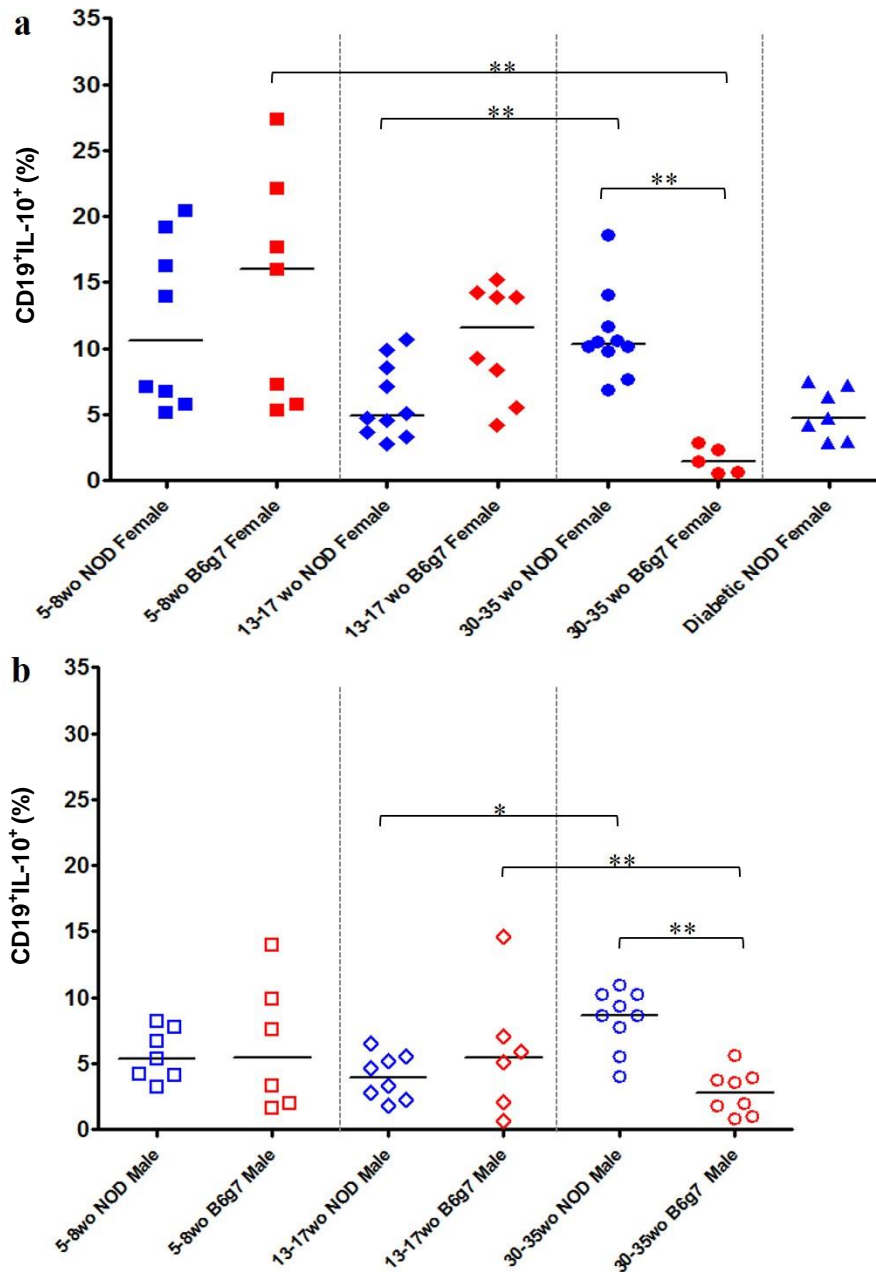 a
35
30
25
20
15
10
5
0
CD19⁺IL-10⁺ (%)
**
**
**
5-8wo NOD Female
5-8wo B6g7 Female
13-17 wo NOD Female
13-17 wo B6g7 Female
30-35 wo NOD Female
30-35 wo B6g7 Female
Diabetic NOD Female
b
35
30
25
20
15
10
5
0
CD19⁺IL-10⁺ (%)
*
**
**
5-8wo NOD Male
5-8wo B6g7 Male
13-17wo NOD Male
13-17wo B6g7 Male
30-35wo NOD Male
30-35wo B6g7 Male